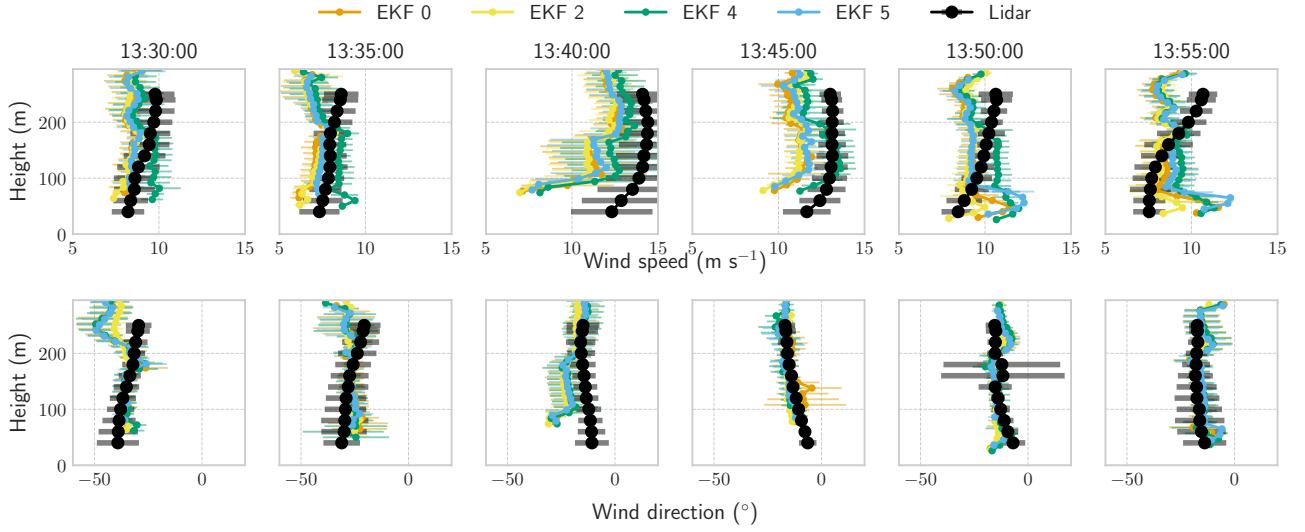 EKF 0 EKF 2 EKF 4 EKF 5 Lidar
13:30:00 13:35:00 13:40:00 13:45:00 13:50:00 13:55:00
Height (m)
200
100
0
5 10 15 5 10 15 5 10 15 5 10 15 5 10 15 5 10 15
Wind speed (m s⁻¹)
Height (m)
200
100
0
−50 0 −50 0 −50 0 −50 0 −50 0 −50 0
Wind direction (°)